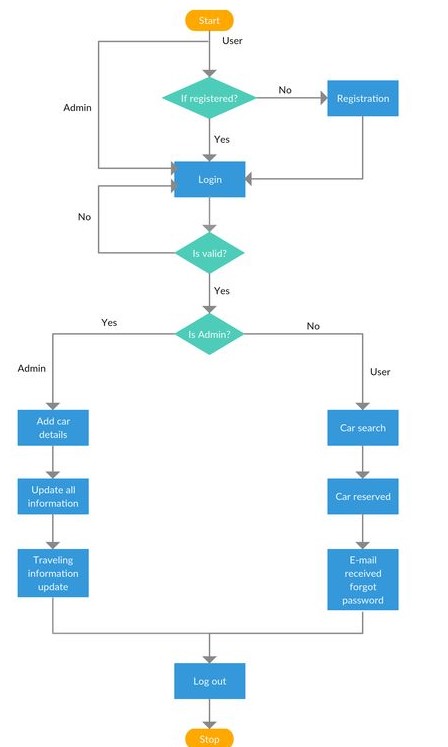 Start
User
If registered?
No
Registration
Admin
Yes
Login
No
Is valid?
Yes
Yes
Is Admin?
No
Admin
User
Add car
details
Car search
Update all
information
Car reserved
Traveling
information
update
E-mail
received
forgot
password
Log out
Stop